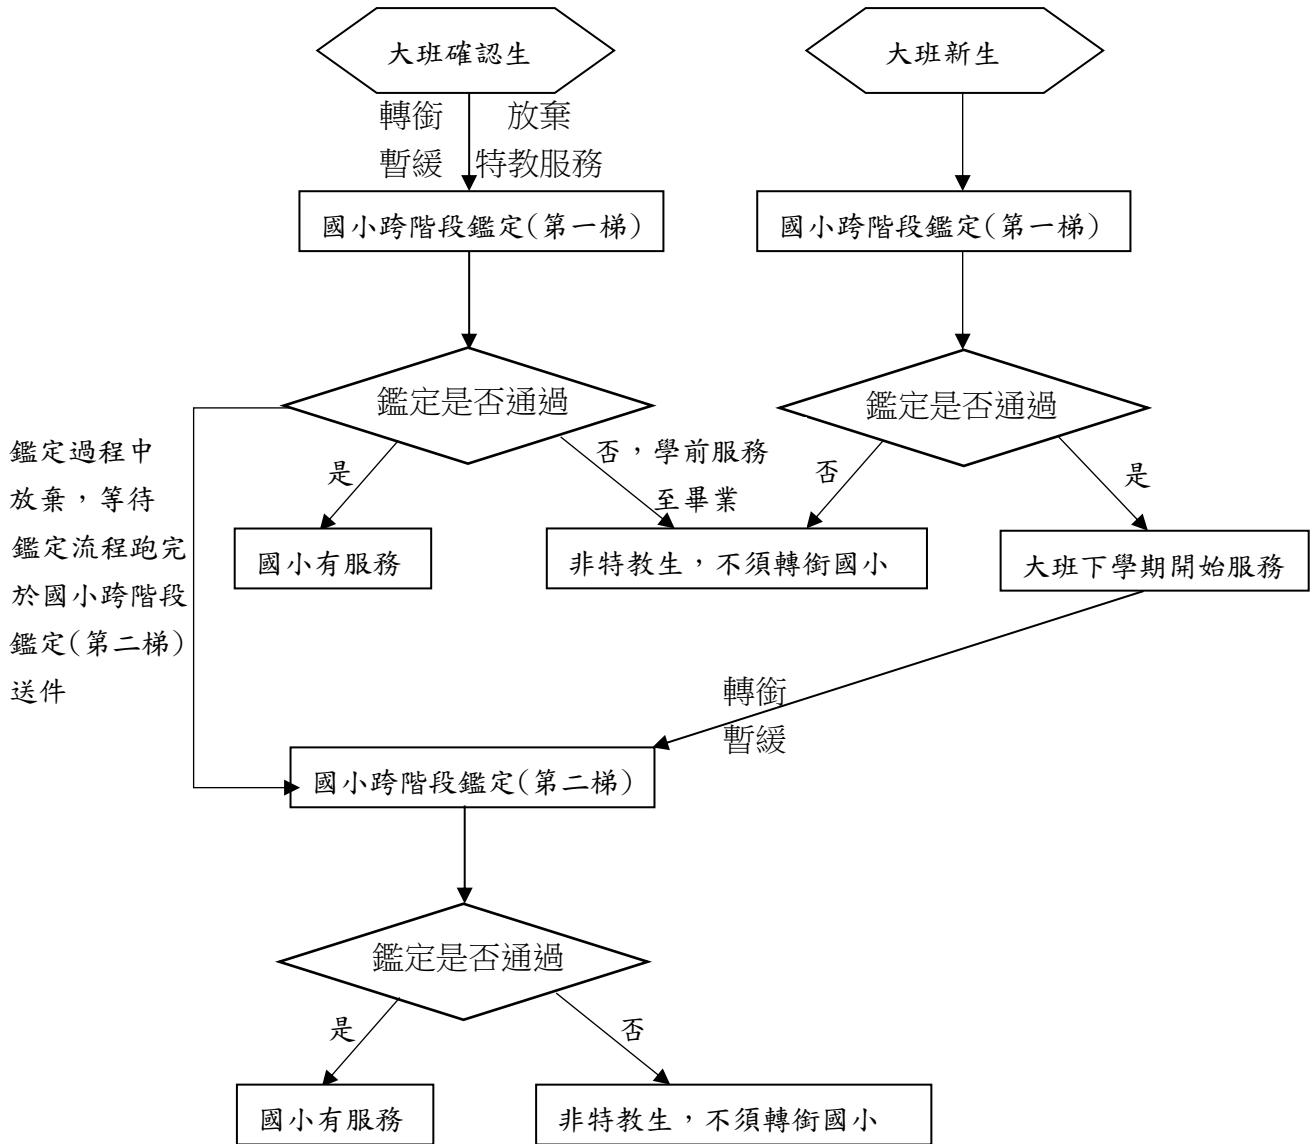 大班確認生
大班新生
轉銜
放棄
暫緩
特教服務
國小跨階段鑑定(第一梯)
國小跨階段鑑定(第一梯)
鑑定是否通過
鑑定是否通過
鑑定過程中
放棄,等待
鑑定流程跑完
於國小跨階段
鑑定(第二梯)
送件
是
否,學前服務
至畢業
否
是
國小有服務
非特教生,不須轉銜國小
大班下學期開始服務
轉銜
暫緩
國小跨階段鑑定(第二梯)
鑑定是否通過
是
否
國小有服務
非特教生,不須轉銜國小